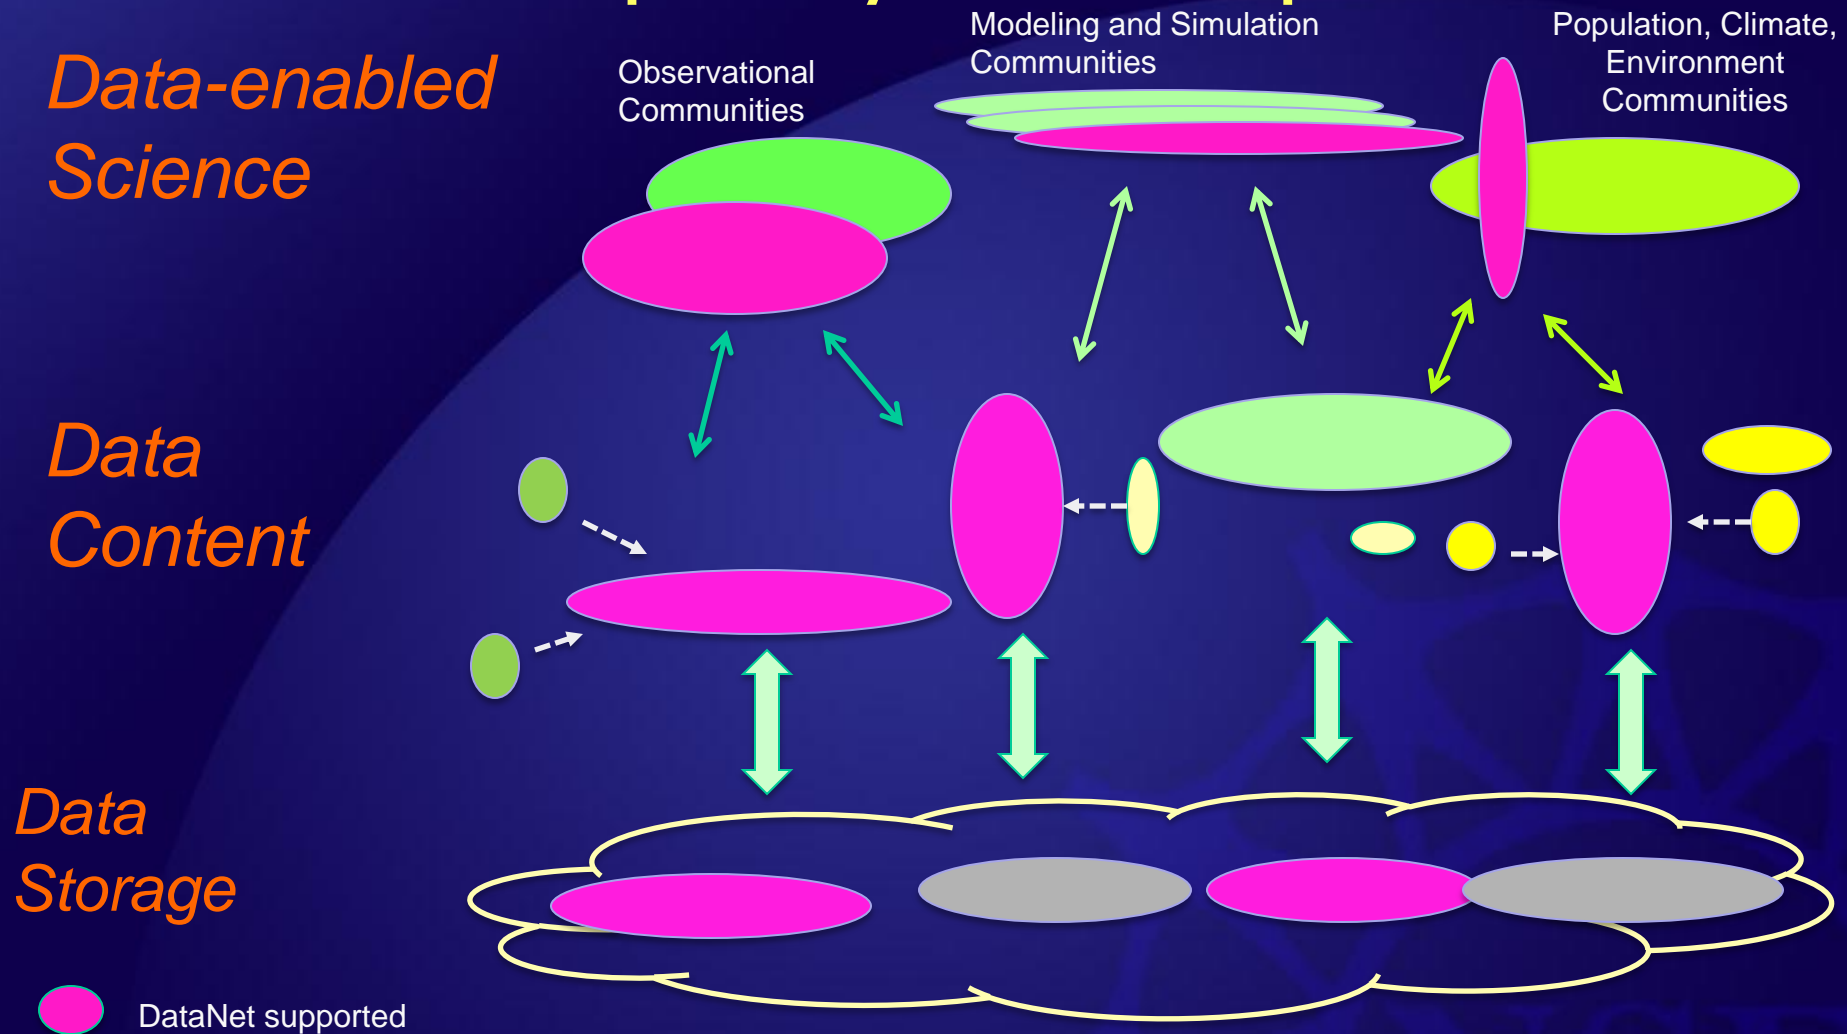 Data-enabled
Science
Observational
Communities
Modeling and Simulation
Communities
Population, Climate,
Environment
Communities
Data
Content
Data
Storage
DataNet supported